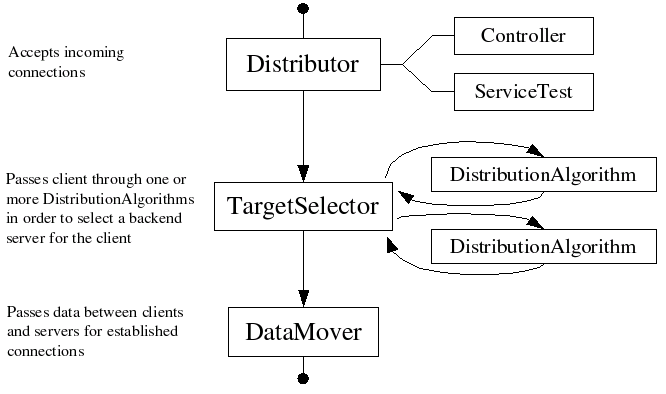 Accepts incoming
connections
Distributor
Controller
ServiceTest
Passes client through one or
more DistributionAlgorithms
in order to select a backend
server for the client
TargetSelector
DistributionAlgorithm
DistributionAlgorithm
Passes data between clients
and servers for established
connections
DataMover